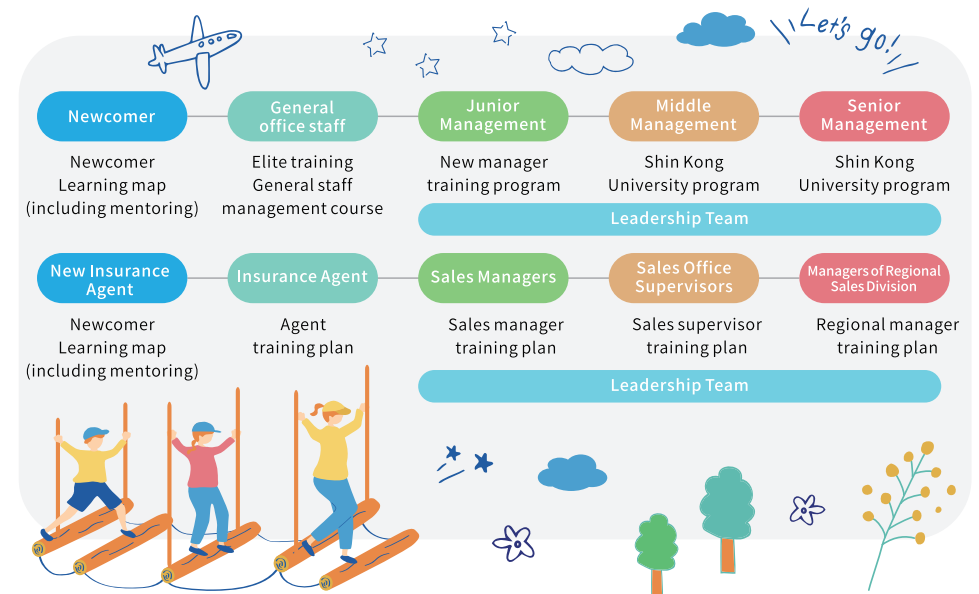 Let's go!
Newcomer
General
office staff
Junior
Management
Middle
Management
Senior
Management
Newcomer
Learning map
(including mentoring)
Elite training
General staff
management course
New manager
training program
Shin Kong
University program
Shin Kong
University program
Leadership Team
New Insurance
Agent
Insurance Agent
Sales Managers
Sales Office
Supervisors
Managers of Regional
Sales Division
Newcomer
Learning map
(including mentoring)
Agent
training plan
Sales manager
training plan
Sales supervisor
training plan
Regional manager
training plan
Leadership Team